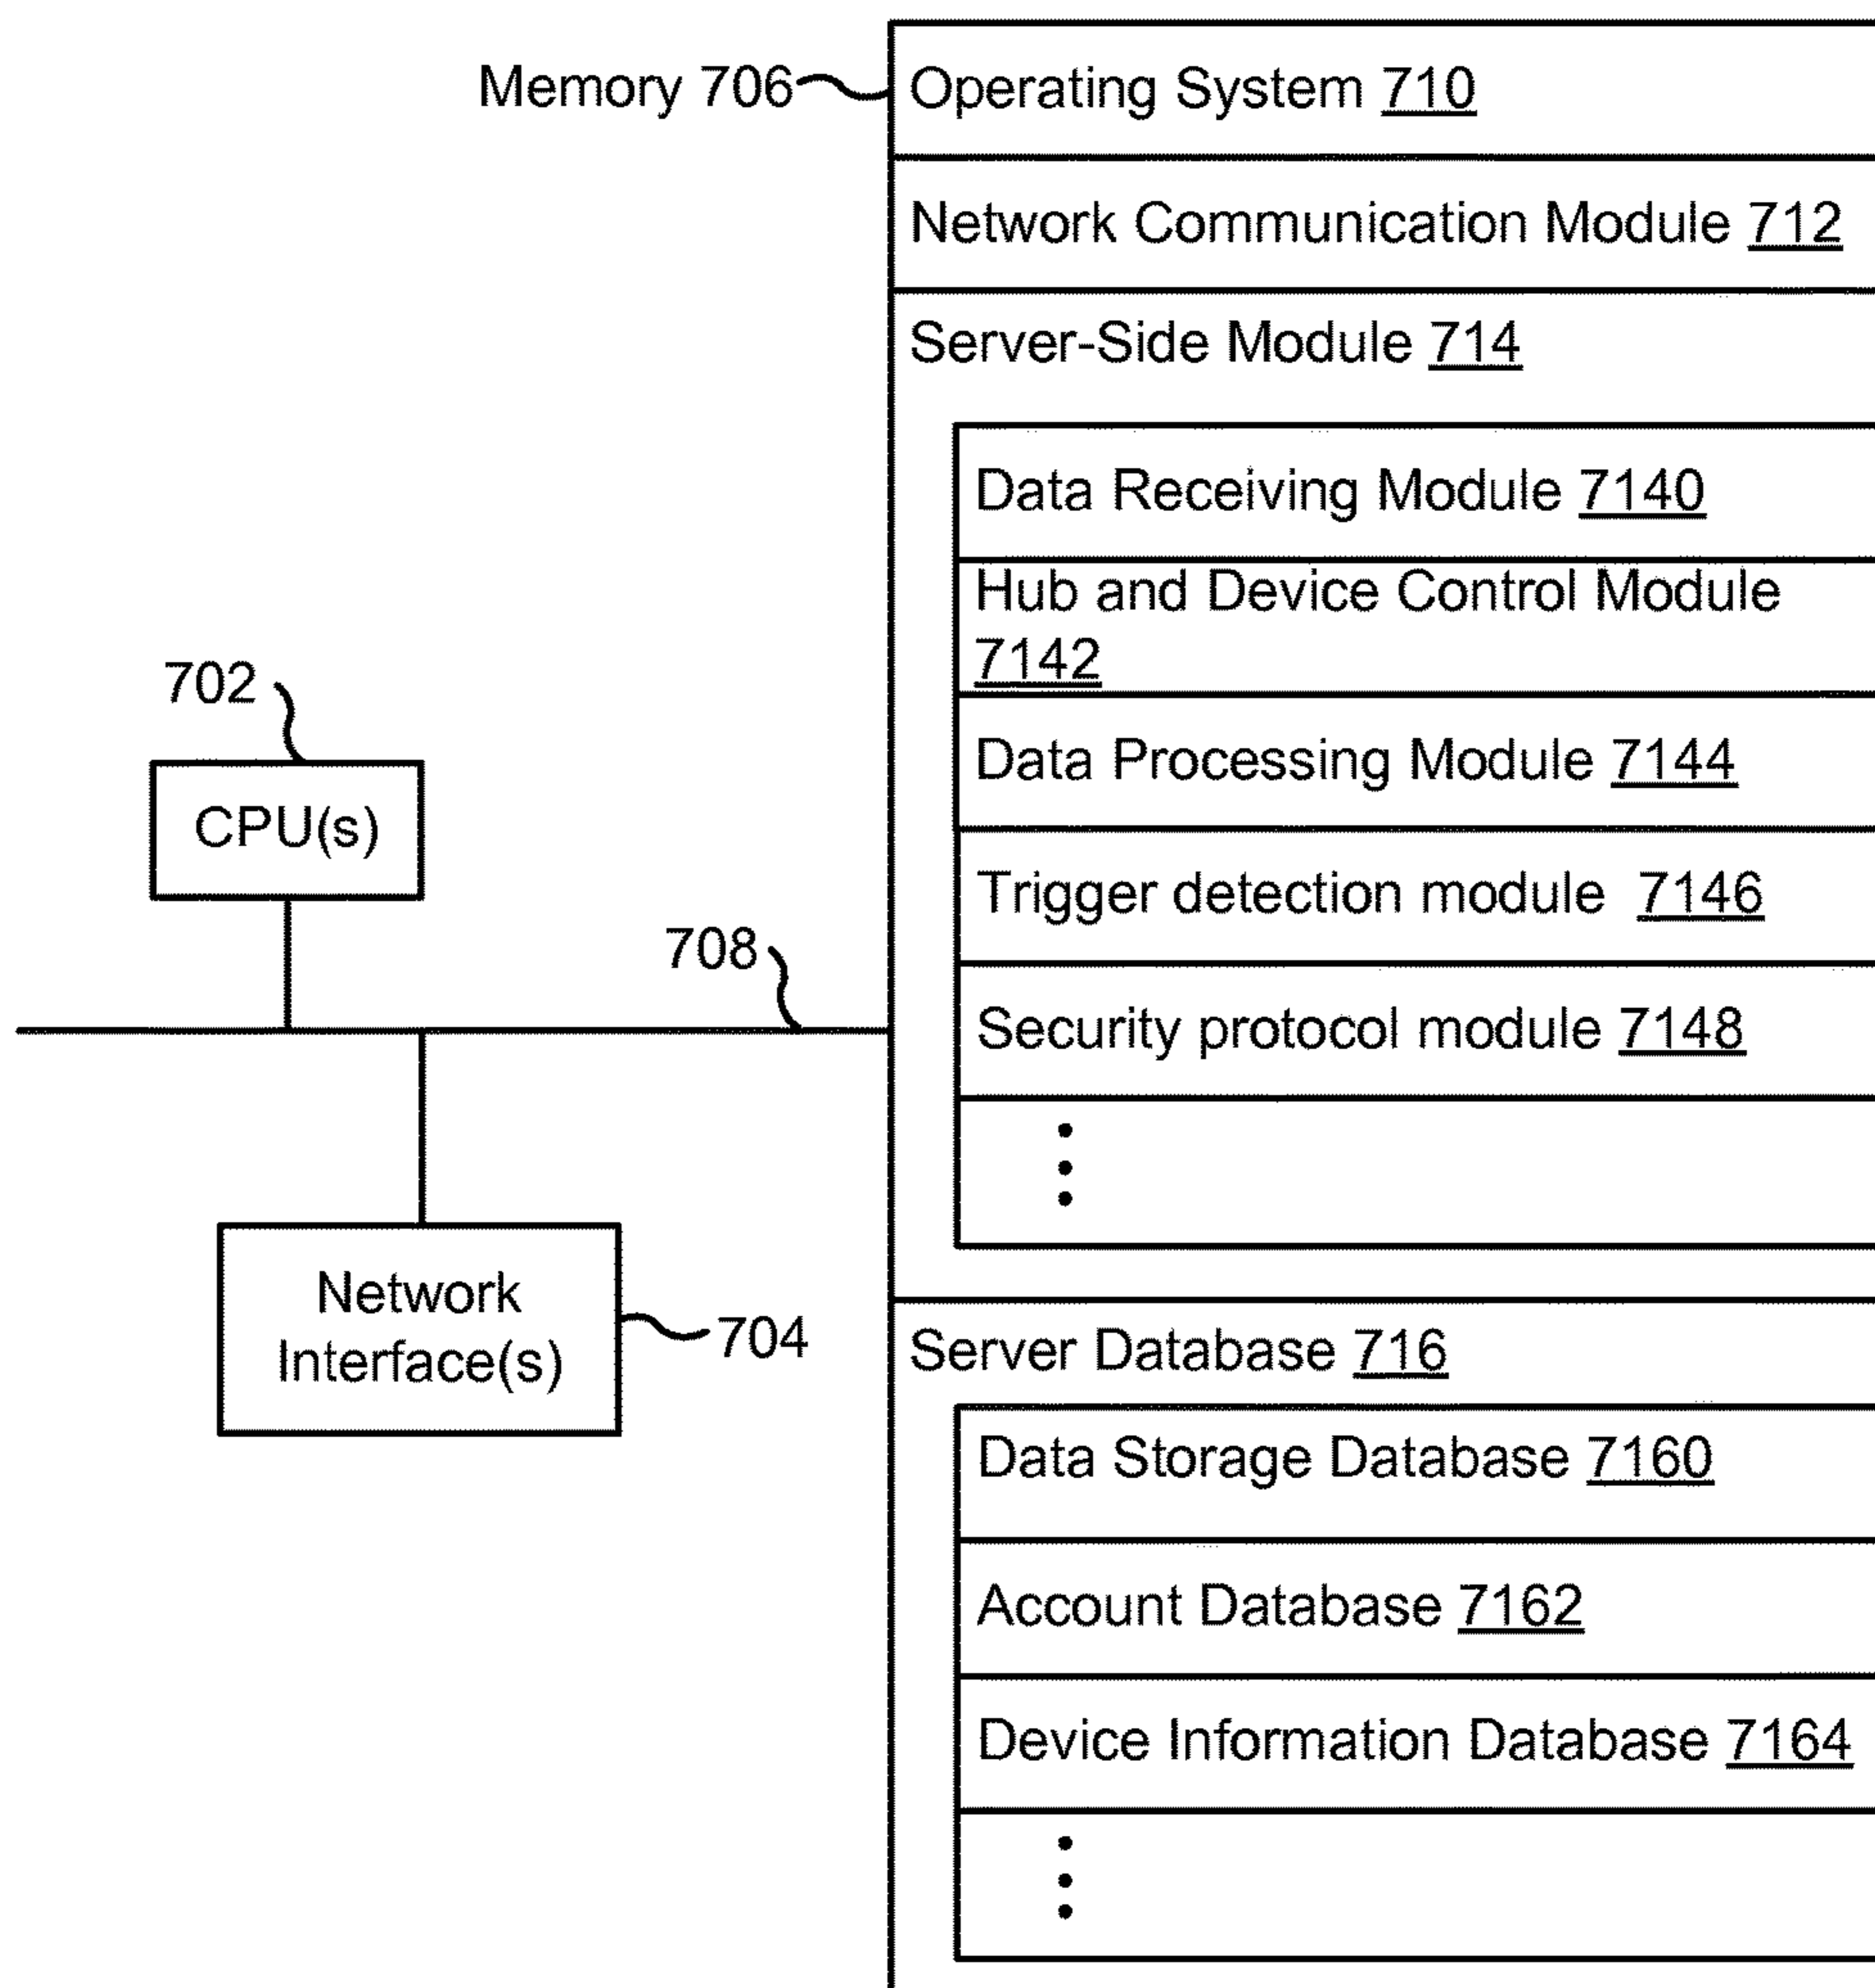 Memory 706
Operating System 710
Network Communication Module 712
Server-Side Module 714
Data Receiving Module 7140
Hub and Device Control Module
7142
Data Processing Module 7144
Trigger detection module 7146
Security protocol module 7148
702
CPU(s)
708
Network
Interface(s)
704
Server Database 716
Data Storage Database 7160
Account Database 7162
Device Information Database 7164